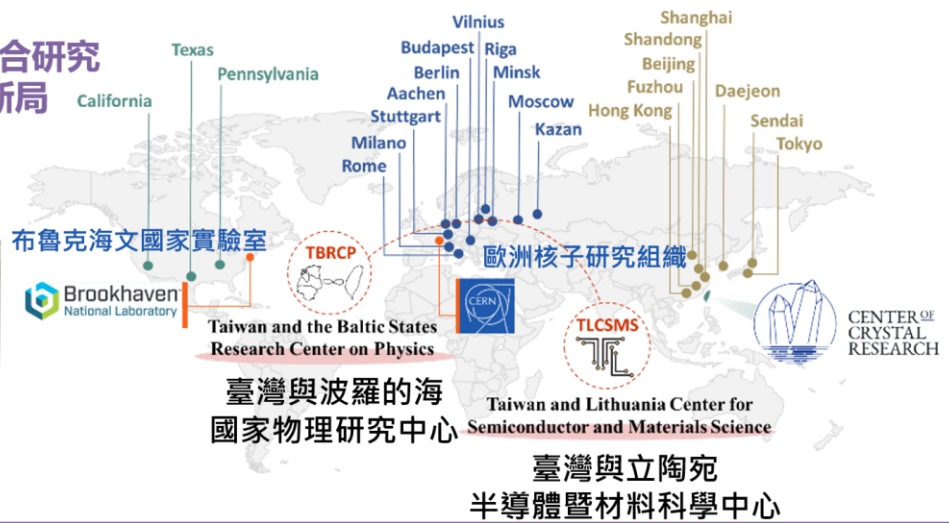 合研究
新局
California
Texas
Pennsylvania
Vilnius
Budapest
Riga
Berlin
Minsk
Aachen
Moscow
Stuttgart
Kazan
Milano
Rome
Shanghai
Shandong
Beijing
Fuzhou
Daejeon
Hong Kong
Sendai
Tokyo
布魯克海文國家實驗室
Brookhaven™
National Laboratory
TBRCP
Taiwan and the Baltic States
Research Center on Physics
臺灣與波羅的海
國家物理研究中心
歐洲核子研究組織
CERN
TLCSMS
Taiwan and Lithuania Center for
Semiconductor and Materials Science
臺灣與立陶宛
半導體暨材料科學中心
CENTER OF
CRYSTAL
RESEARCH